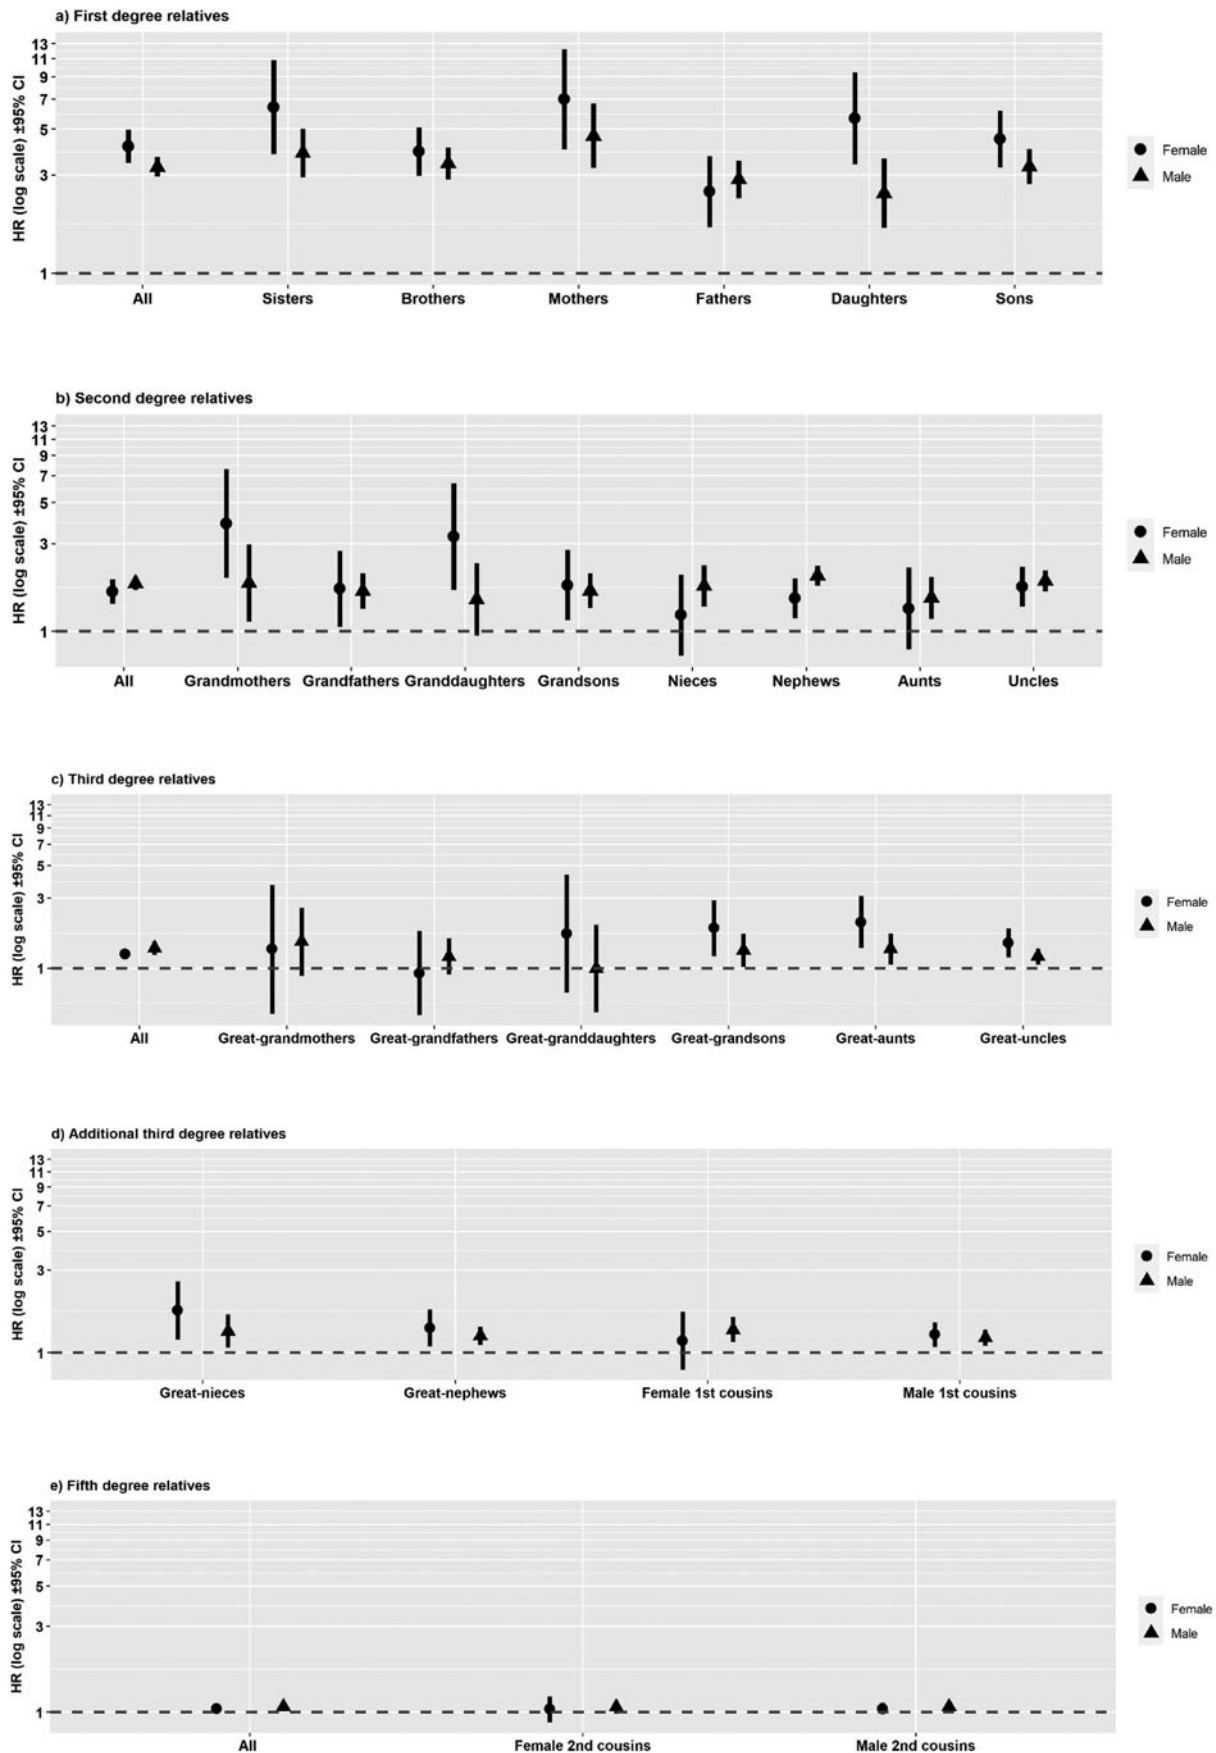 a) First degree relatives
HR (log scale) ±95% CI
13
11
9
7
5
3
1
All Sisters Brothers Mothers Fathers Daughters Sons
Female
Male
b) Second degree relatives
HR (log scale) ±95% CI
13
11
9
7
5
3
1
All Grandmothers Grandfathers Granddaughters Grandsons Nieces Nephews Aunts Uncles
Female
Male
c) Third degree relatives
HR (log scale) ±95% CI
13
11
9
7
5
3
1
All Great-grandmothers Great-grandfathers Great-granddaughters Great-grandsons Great-aunts Great-uncles
Female
Male
d) Additional third degree relatives
HR (log scale) ±95% CI
13
11
9
7
5
3
1
Great-nieces Great-nephews Female 1st cousins Male 1st cousins
Female
Male
e) Fifth degree relatives
HR (log scale) ±95% CI
13
11
9
7
5
3
1
All Female 2nd cousins Male 2nd cousins
Female
Male